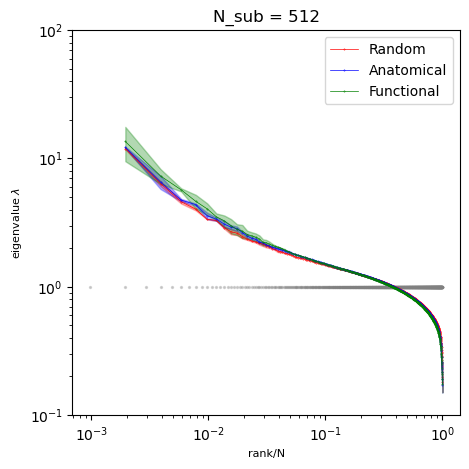 N_sub = 512
Random
Anatomical
Functional
10²
10¹
10⁰
10⁻¹
eigenvalue λ
10⁻³
10⁻²
10⁻¹
10⁰
rank/N